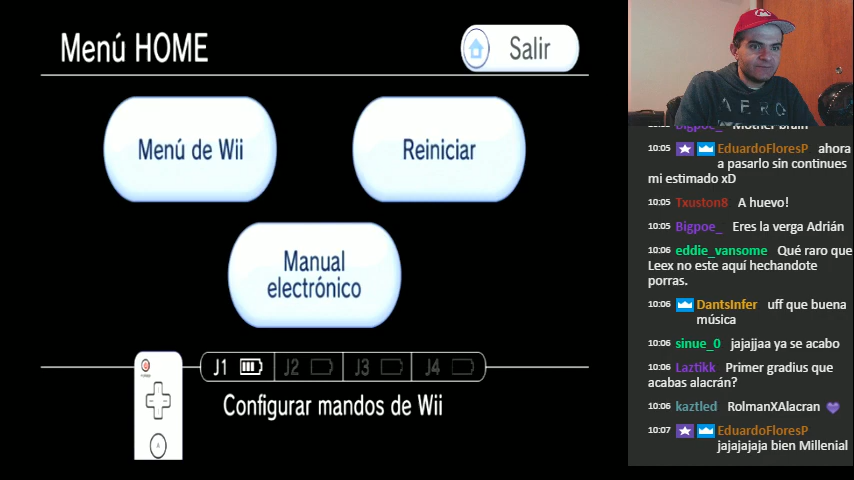 Menú HOME
Salir
Menú de Wii
Reiniciar
Manual
electrónico
J1 J2 J3 J4
Configurar mandos de Wii
AERO
Bigpoe_ Mother brain
10:05 EduardoFloresP ahora
a pasarlo sin continues
mi estimado xD
10:05 Txuston8 A huevo!
10:05 Bigpoe_ Eres la verga Adrián
10:06 eddie_vansome Qué raro que
Leex no este aquí hechandote
porras.
10:06 DantsInfer uff que buena
música
10:06 sinue_0 jajajjaa ya se acabo
10:06 Laztikk Primer gradius que
acabas alacrán?
10:06 kaztled RolmanXAlacran
10:07 EduardoFloresP
jajajajaja bien Millenial